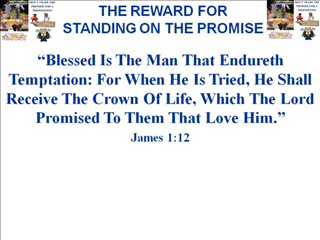 THE REWARD FOR
STANDING ON THE PROMISE
“Blessed Is The Man That Endureth
Temptation: For When He Is Tried, He Shall
Receive The Crown Of Life, Which The Lord
Promised To Them That Love Him.”
James 1:12